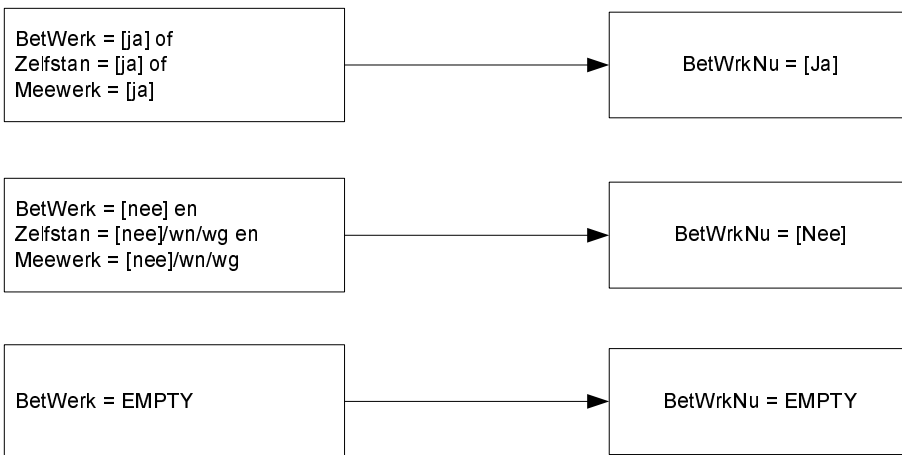 BetWerk = [ja] of
Zelfstan = [ja] of
Meewerk = [ja]
BetWrkNu = [Ja]
BetWerk = [nee] en
Zelfstan = [nee]/wn/wg en
Meewerk = [nee]/wn/wg
BetWrkNu = [Nee]
BetWerk = EMPTY
BetWrkNu = EMPTY